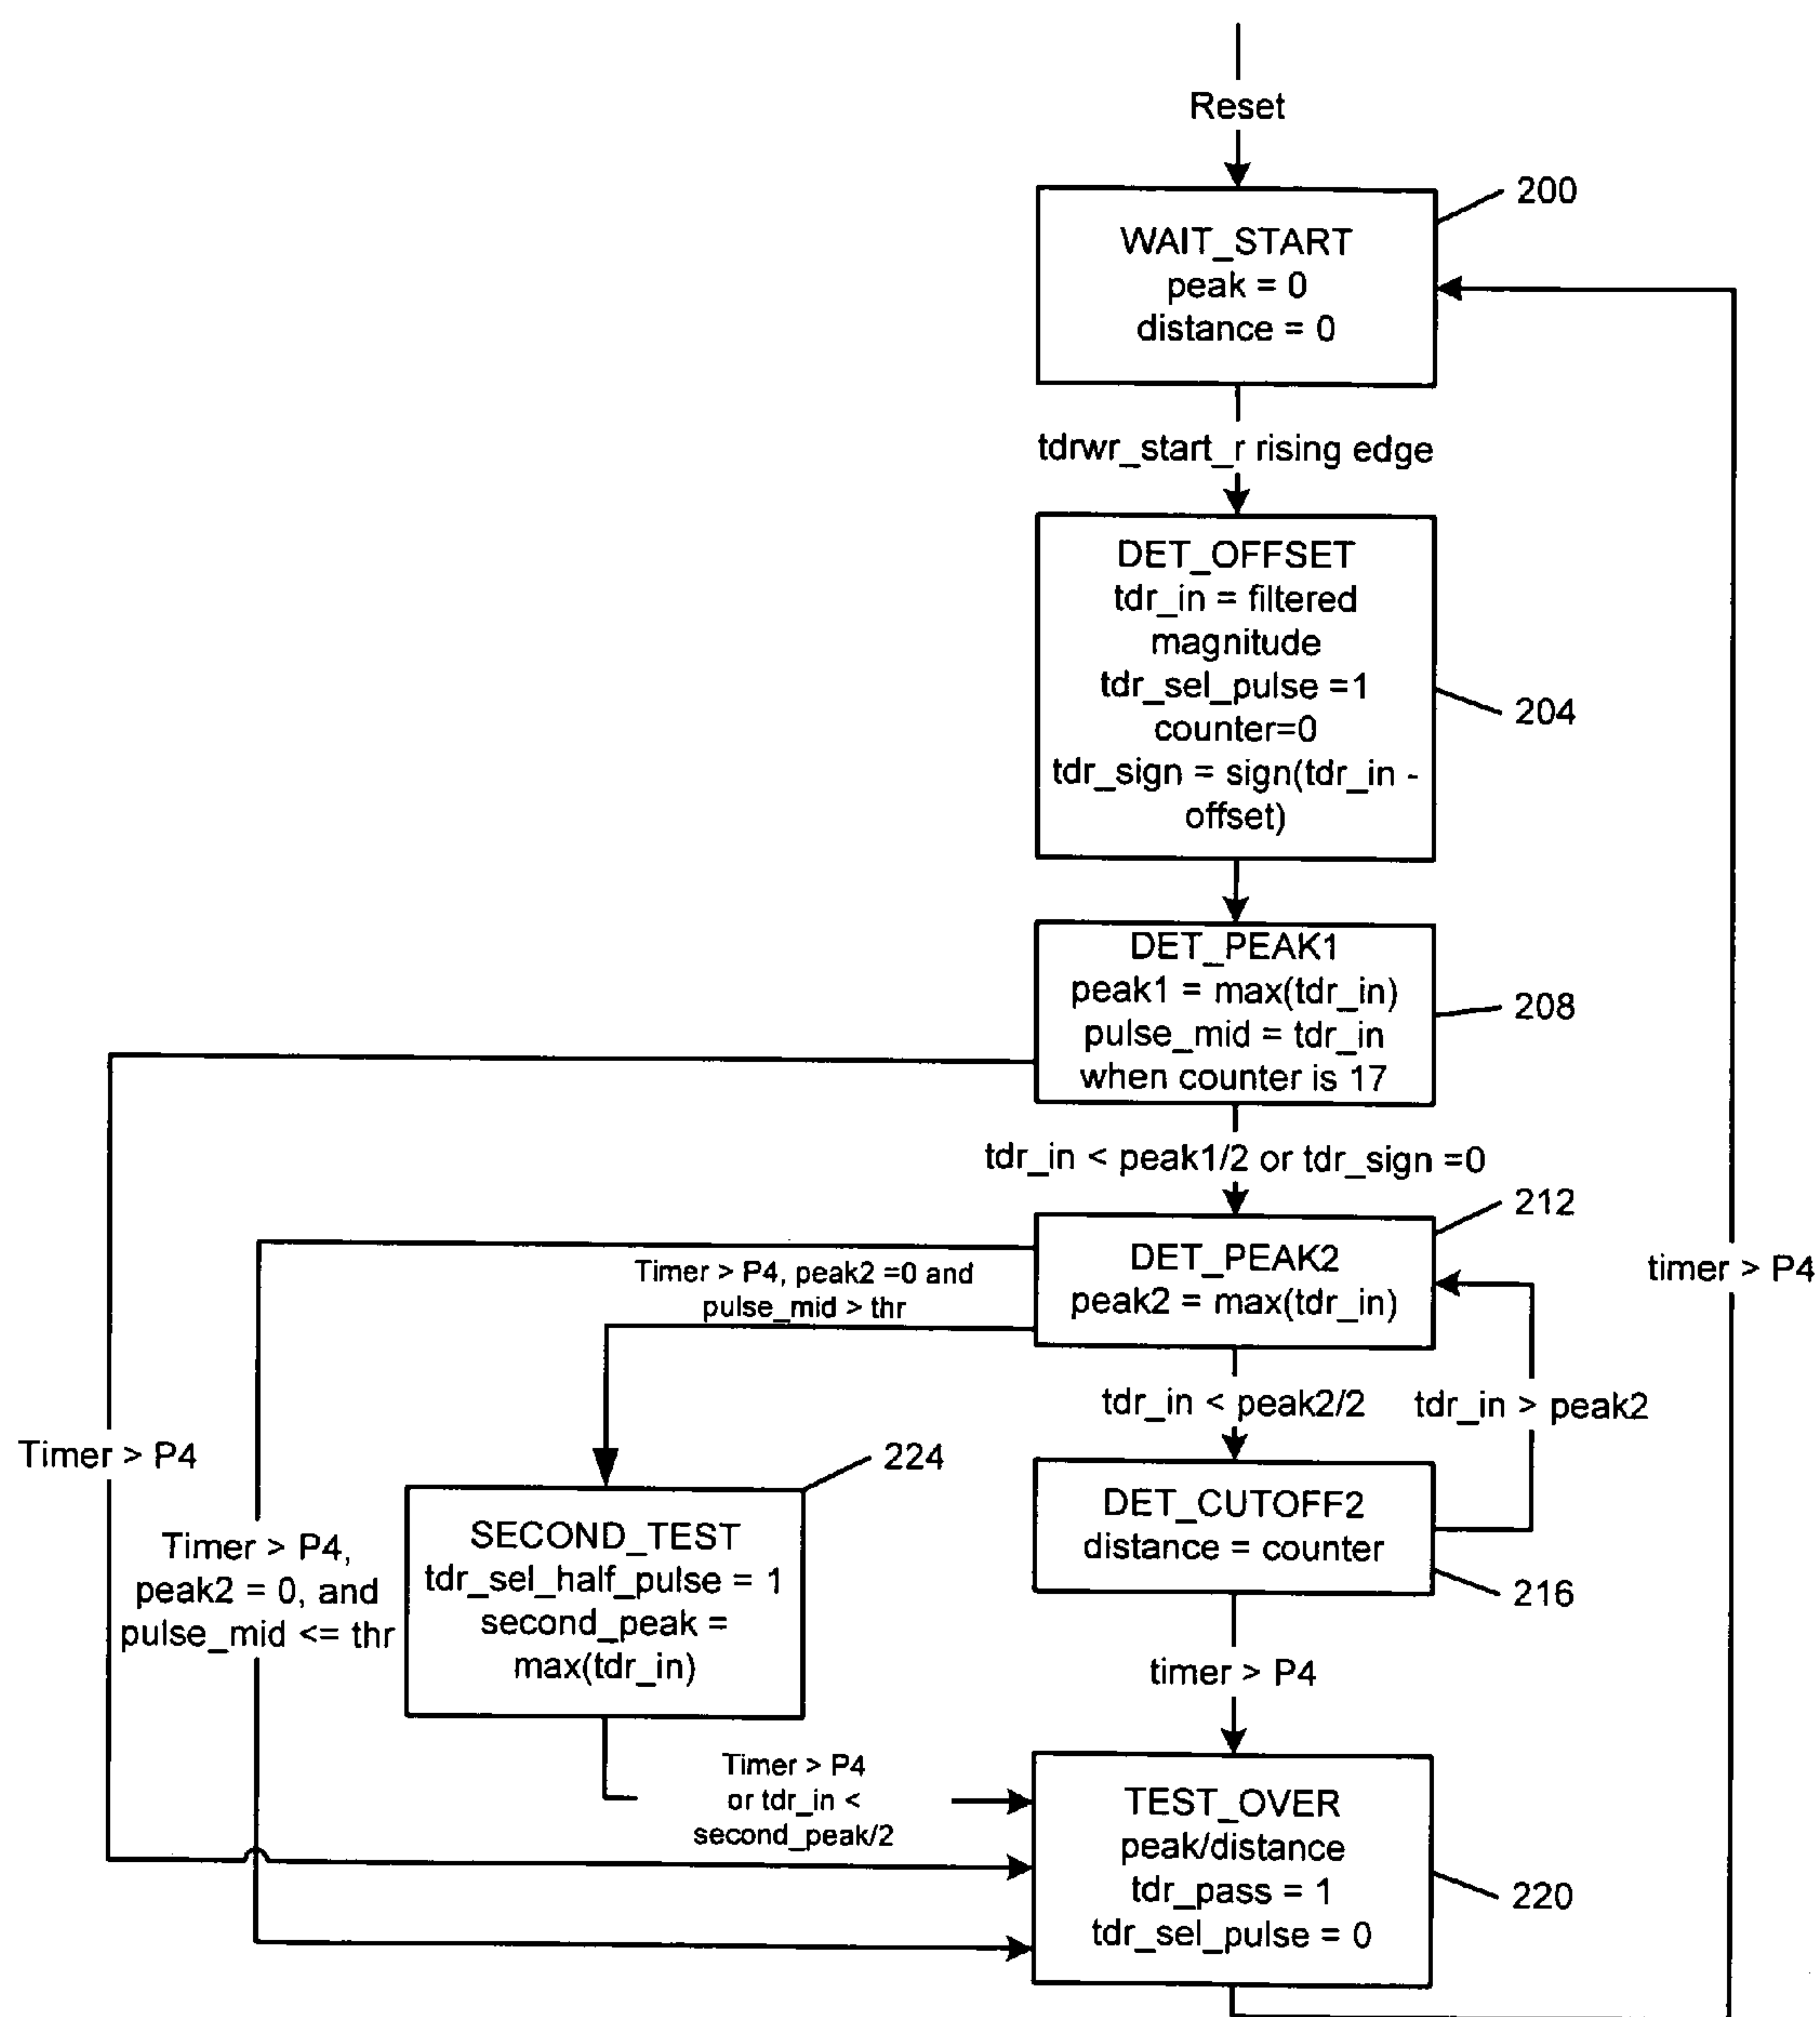 Reset
200
WAIT_START
peak = 0
distance = 0
tdrwr_start_r rising edge
DET_OFFSET
tdr_in = filtered
magnitude
tdr_sel_pulse =1
counter=0
tdr_sign = sign(tdr_in -
offset)
204
DET_PEAK1
peak1 = max(tdr_in)
pulse_mid = tdr_in
when counter is 17
208
tdr_in < peak1/2 or tdr_sign =0
212
DET_PEAK2
peak2 = max(tdr_in)
Timer > P4, peak2 =0 and
pulse_mid > thr
timer > P4
tdr_in < peak2/2
tdr_in > peak2
Timer > P4
224
DET_CUTOFF2
distance = counter
216
SECOND_TEST
tdr_sel_half_pulse = 1
second_peak =
max(tdr_in)
Timer > P4,
peak2 = 0, and
pulse_mid <= thr
timer > P4
Timer > P4
or tdr_in <
second_peak/2
TEST_OVER
peak/distance
tdr_pass = 1
tdr_sel_pulse = 0
220